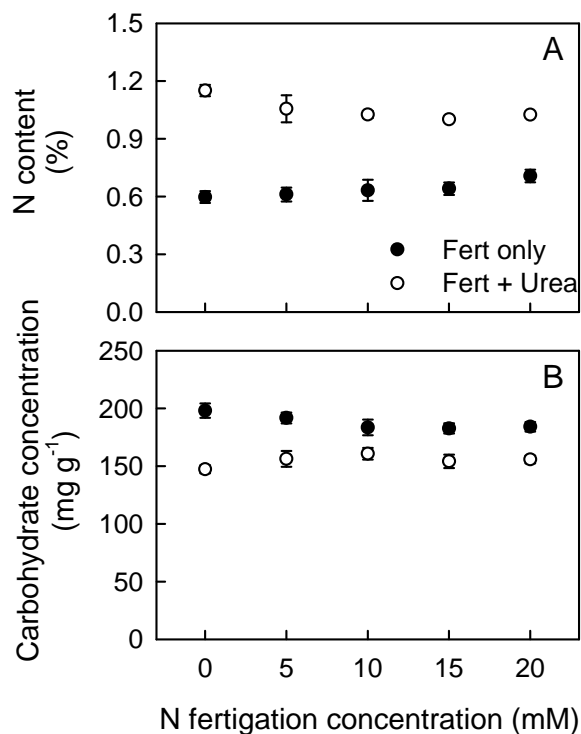 N content
(%)
1.5
1.2
0.9
0.6
0.3
0.0
A
Fert only
Fert + Urea
Carbohydrate concentration
(mg g⁻¹)
250
200
150
100
50
0
B
0 5 10 15 20
N fertigation concentration (mM)